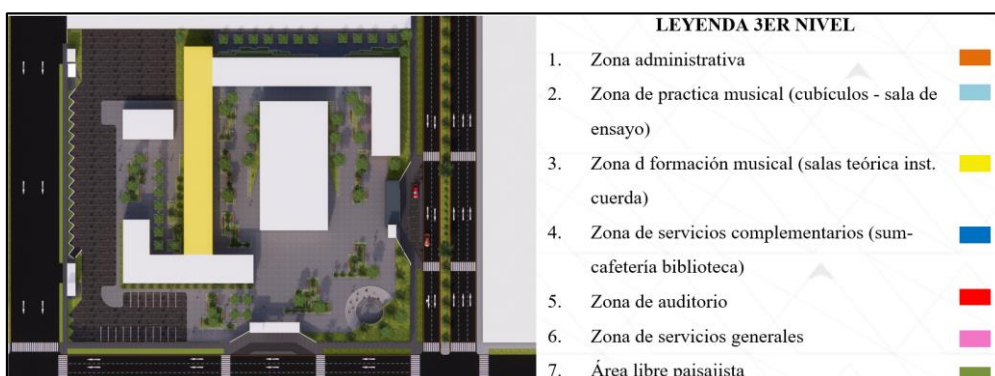 LEYENDA 3ER NIVEL
1. Zona administrativa
2. Zona de practica musical (cubículos - sala de
ensayo)
3. Zona d formación musical (salas teórica inst.
cuerda)
4. Zona de servicios complementarios (sum-
cafetería biblioteca)
5. Zona de auditorio
6. Zona de servicios generales
7. Área libre paisajista